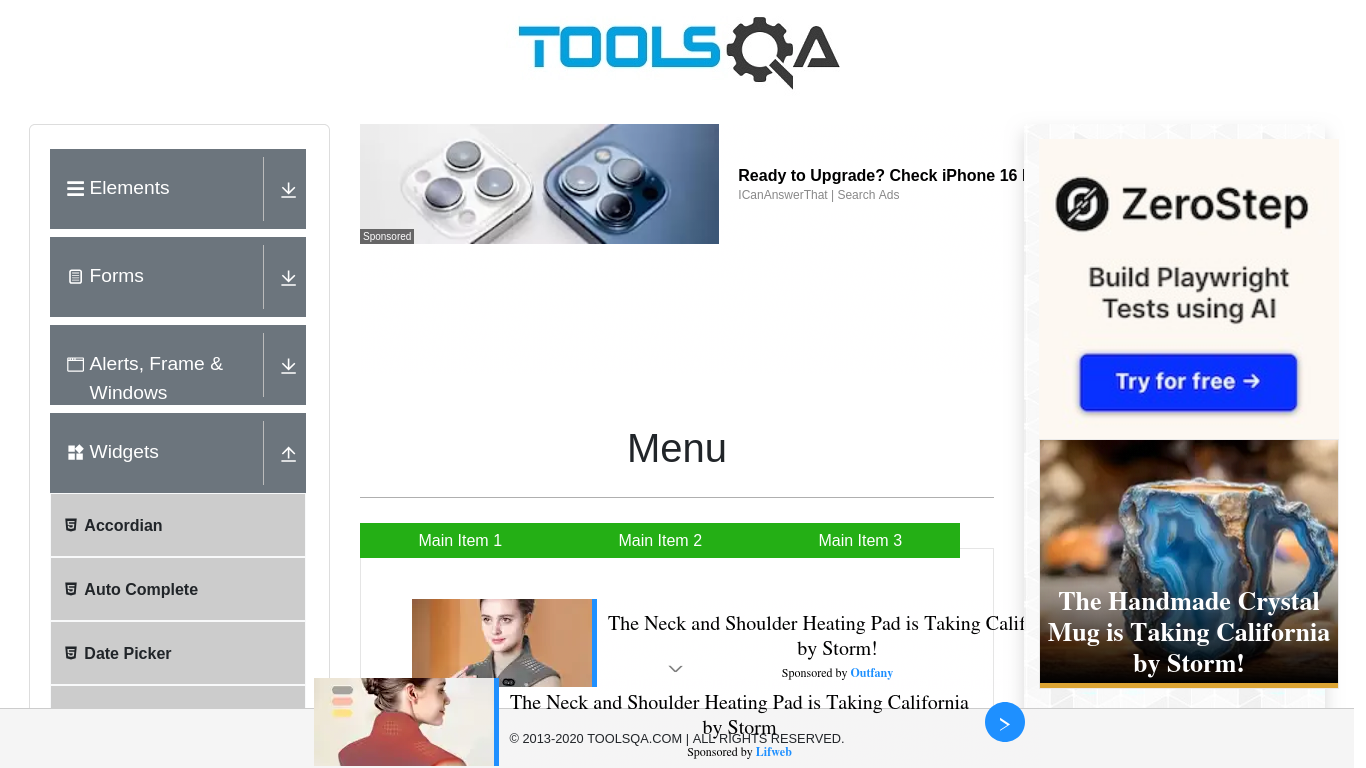 TOOLSQA
Elements
Forms
Alerts, Frame &
Windows
Widgets
Accordian
Auto Complete
Date Picker
Sponsored
Ready to Upgrade? Check iPhone 16
ICanAnswerThat | Search Ads
Menu
Main Item 1
Main Item 2
Main Item 3
The Neck and Shoulder Heating Pad is Taking Calif
by Storm!
Sponsored by Outfany
The Neck and Shoulder Heating Pad is Taking California
by Storm
© 2013-2020 TOOLSQA.COM | ALL RIGHTS RESERVED.
Sponsored by Lifweb
ZeroStep
Build Playwright
Tests using AI
Try for free →
The Handmade Crystal
Mug is Taking California
by Storm!